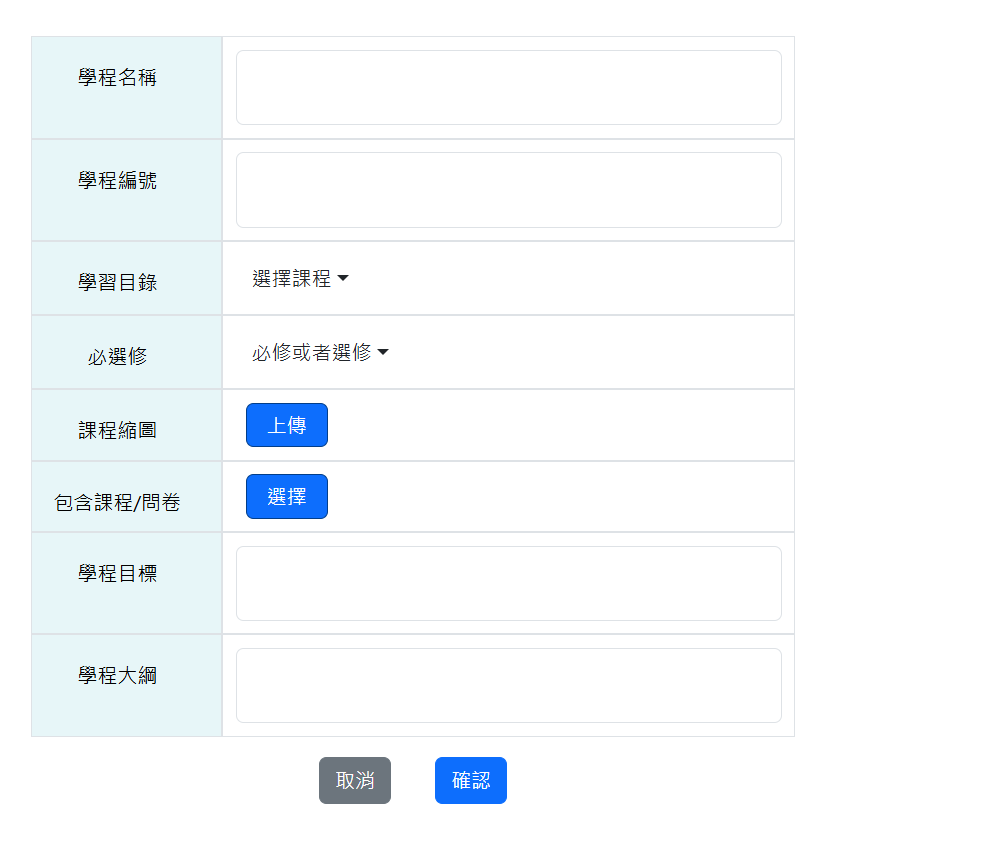 學程名稱
學程編號
學習目錄
選擇課程
必選修
必修或者選修
課程縮圖
上傳
包含課程/問卷
選擇
學程目標
學程大綱
取消
確認